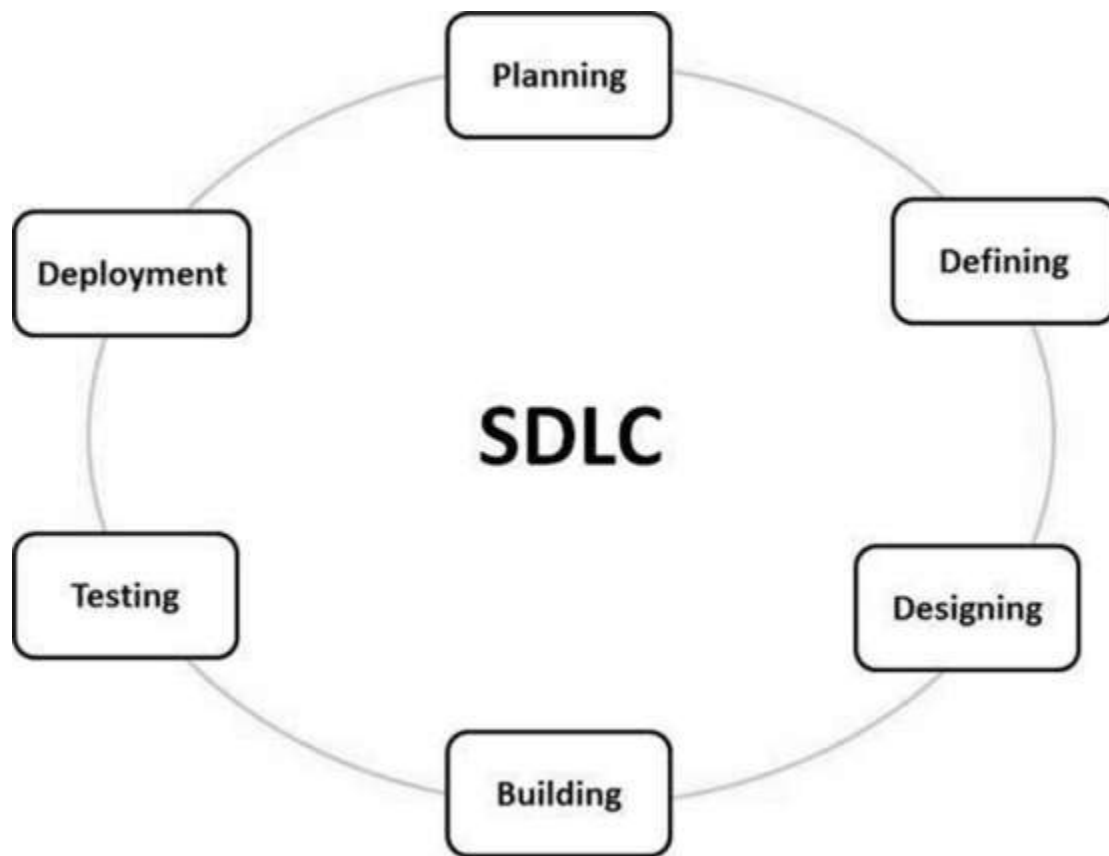 Planning
Defining
Designing
Building
Testing
Deployment
SDLC